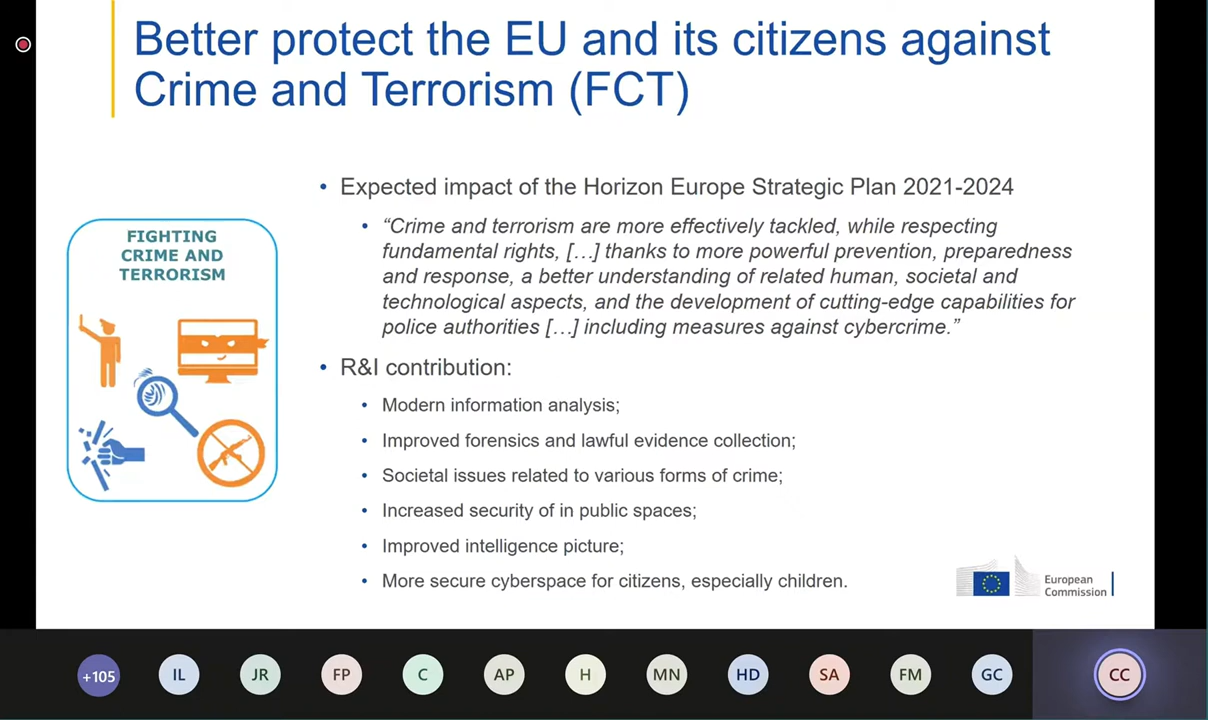 Better protect the EU and its citizens against
Crime and Terrorism (FCT)
FIGHTING
CRIME AND
TERRORISM
• Expected impact of the Horizon Europe Strategic Plan 2021-2024
• “Crime and terrorism are more effectively tackled, while respecting
fundamental rights, […] thanks to more powerful prevention, preparedness
and response, a better understanding of related human, societal and
technological aspects, and the development of cutting-edge capabilities for
police authorities […] including measures against cybercrime.”
• R&I contribution:
• Modern information analysis;
• Improved forensics and lawful evidence collection;
• Societal issues related to various forms of crime;
• Increased security of in public spaces;
• Improved intelligence picture;
• More secure cyberspace for citizens, especially children.
European
Commission
+105 IL JR FP C AP H MN HD SA FM GC CC